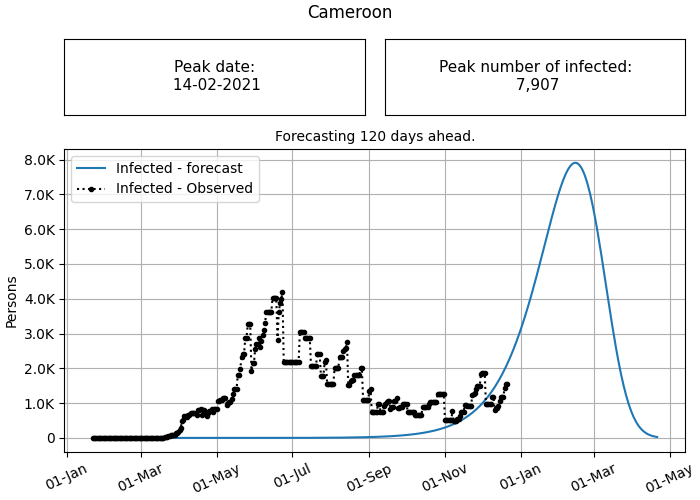 Cameroon
Peak date:
14-02-2021
Peak number of infected:
7,907
Forecasting 120 days ahead.
Infected - forecast
Infected - Observed
Persons
8.0K
7.0K
6.0K
5.0K
4.0K
3.0K
2.0K
1.0K
0
01-Jan
01-Mar
01-May
01-Jul
01-Sep
01-Nov
01-Jan
01-Mar
01-May